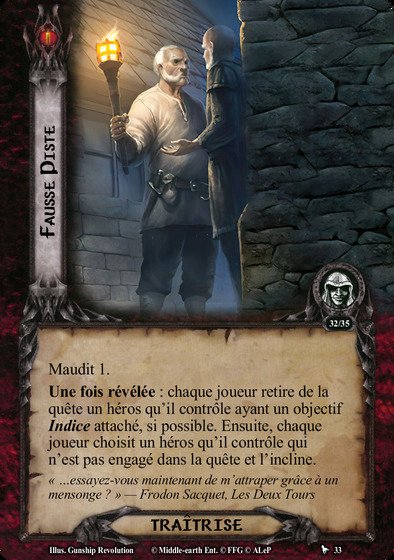 Fausse Piste
32/35
Maudit 1.
Une fois révélée : chaque joueur retire de la
quête un héros qu'il contrôle ayant un objectif
Indice attaché, si possible. Ensuite, chaque
joueur choisit un héros qu'il contrôle qui
n'est pas engagé dans la quête et l'incline.
« …essayez-vous maintenant de m'attraper grâce à un
mensonge ? » — Frodon Sacquet, Les Deux Tours
TRAÎTRISE
Illus. Gunship Revolution © Middle-earth Ent. © FFG © ALeP 33